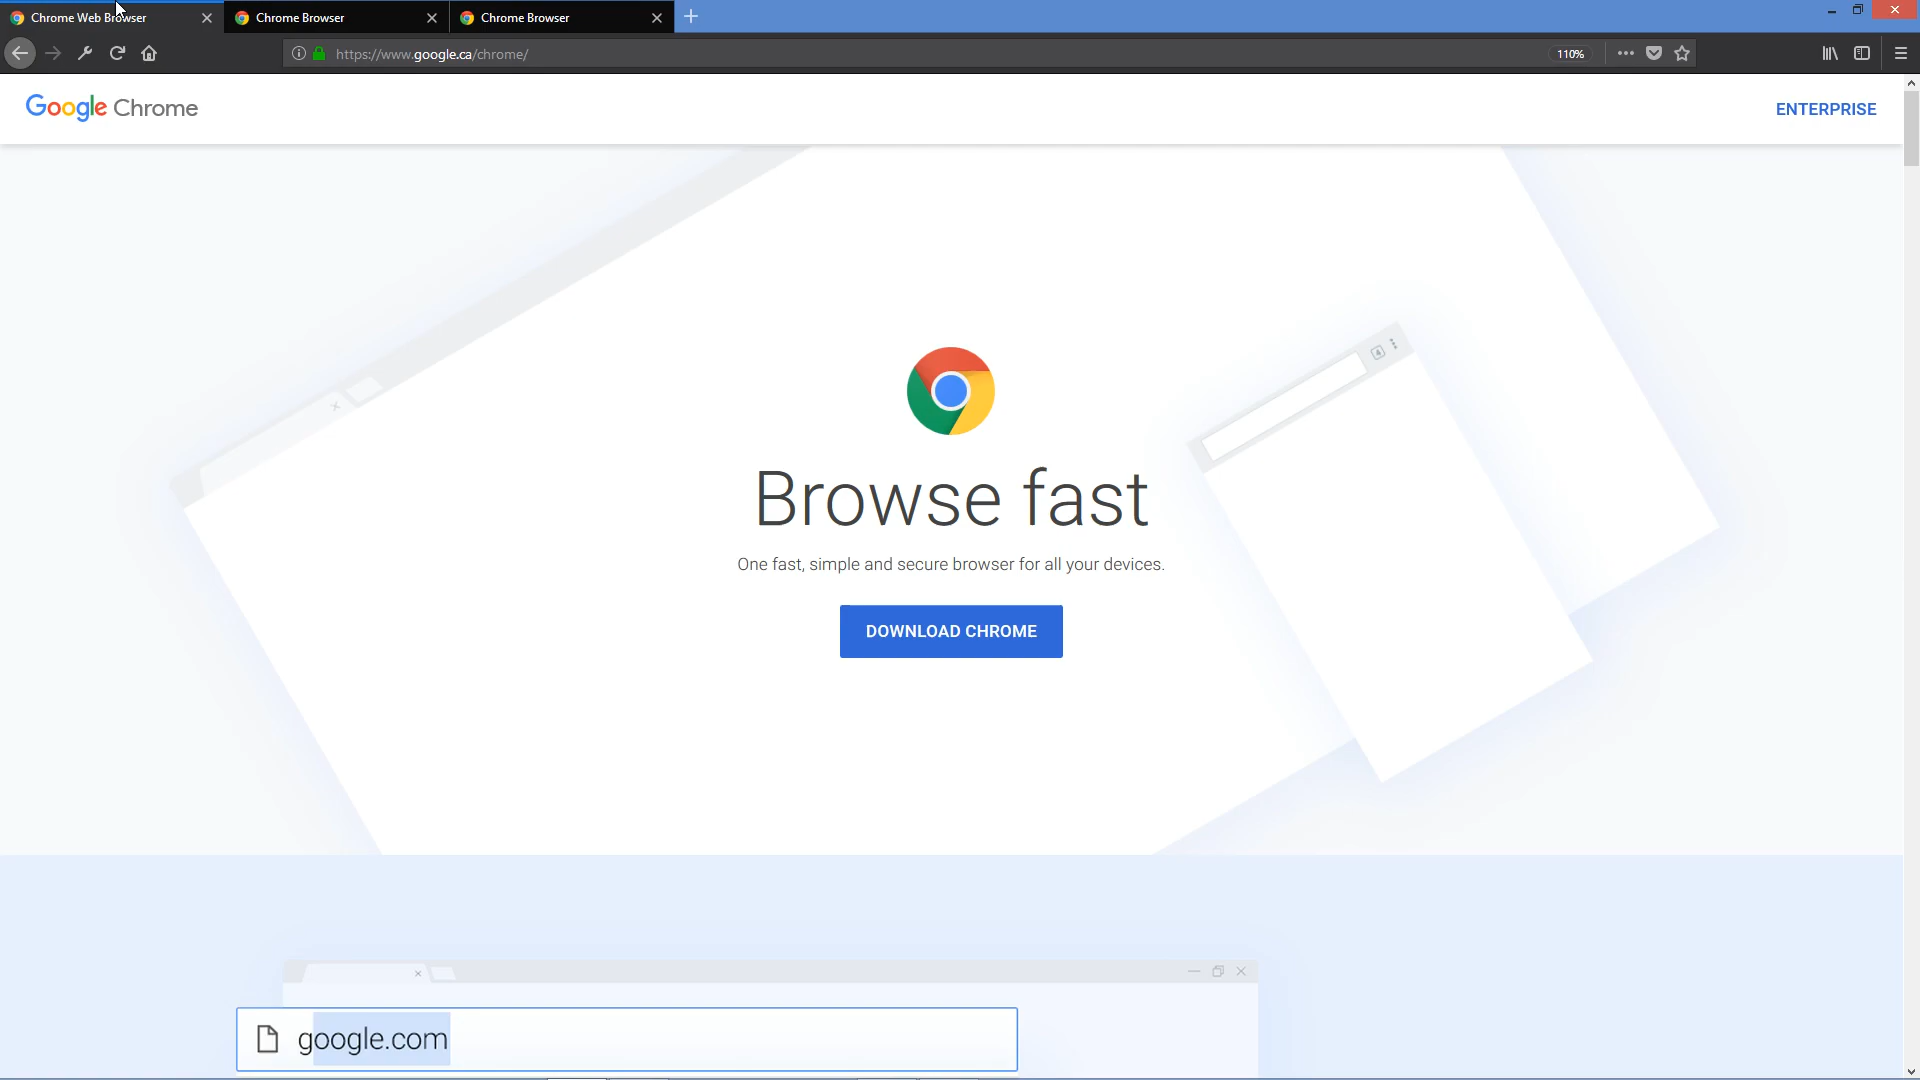 Chrome Web Browser
Chrome Browser
Chrome Browser
https://www.google.ca/chrome/
110%
Google Chrome
ENTERPRISE
4
Browse fast
One fast, simple and secure browser for all your devices.
DOWNLOAD CHROME
google.com